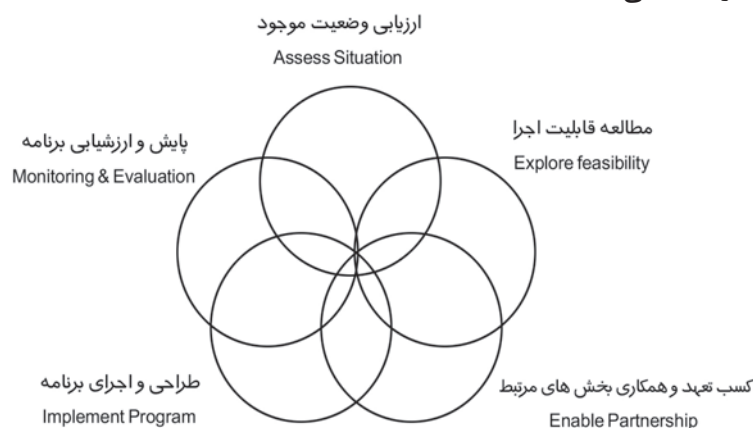 ارزیابی وضعیت موجود
Assess Situation
مطالعه قابلیت اجرا
Explore feasibility
پایش و ارزشیابی برنامه
Monitoring & Evaluation
کسب تعهد و همکاری بخش های مرتبط
Enable Partnership
طراحی و اجرای برنامه
Implement Program